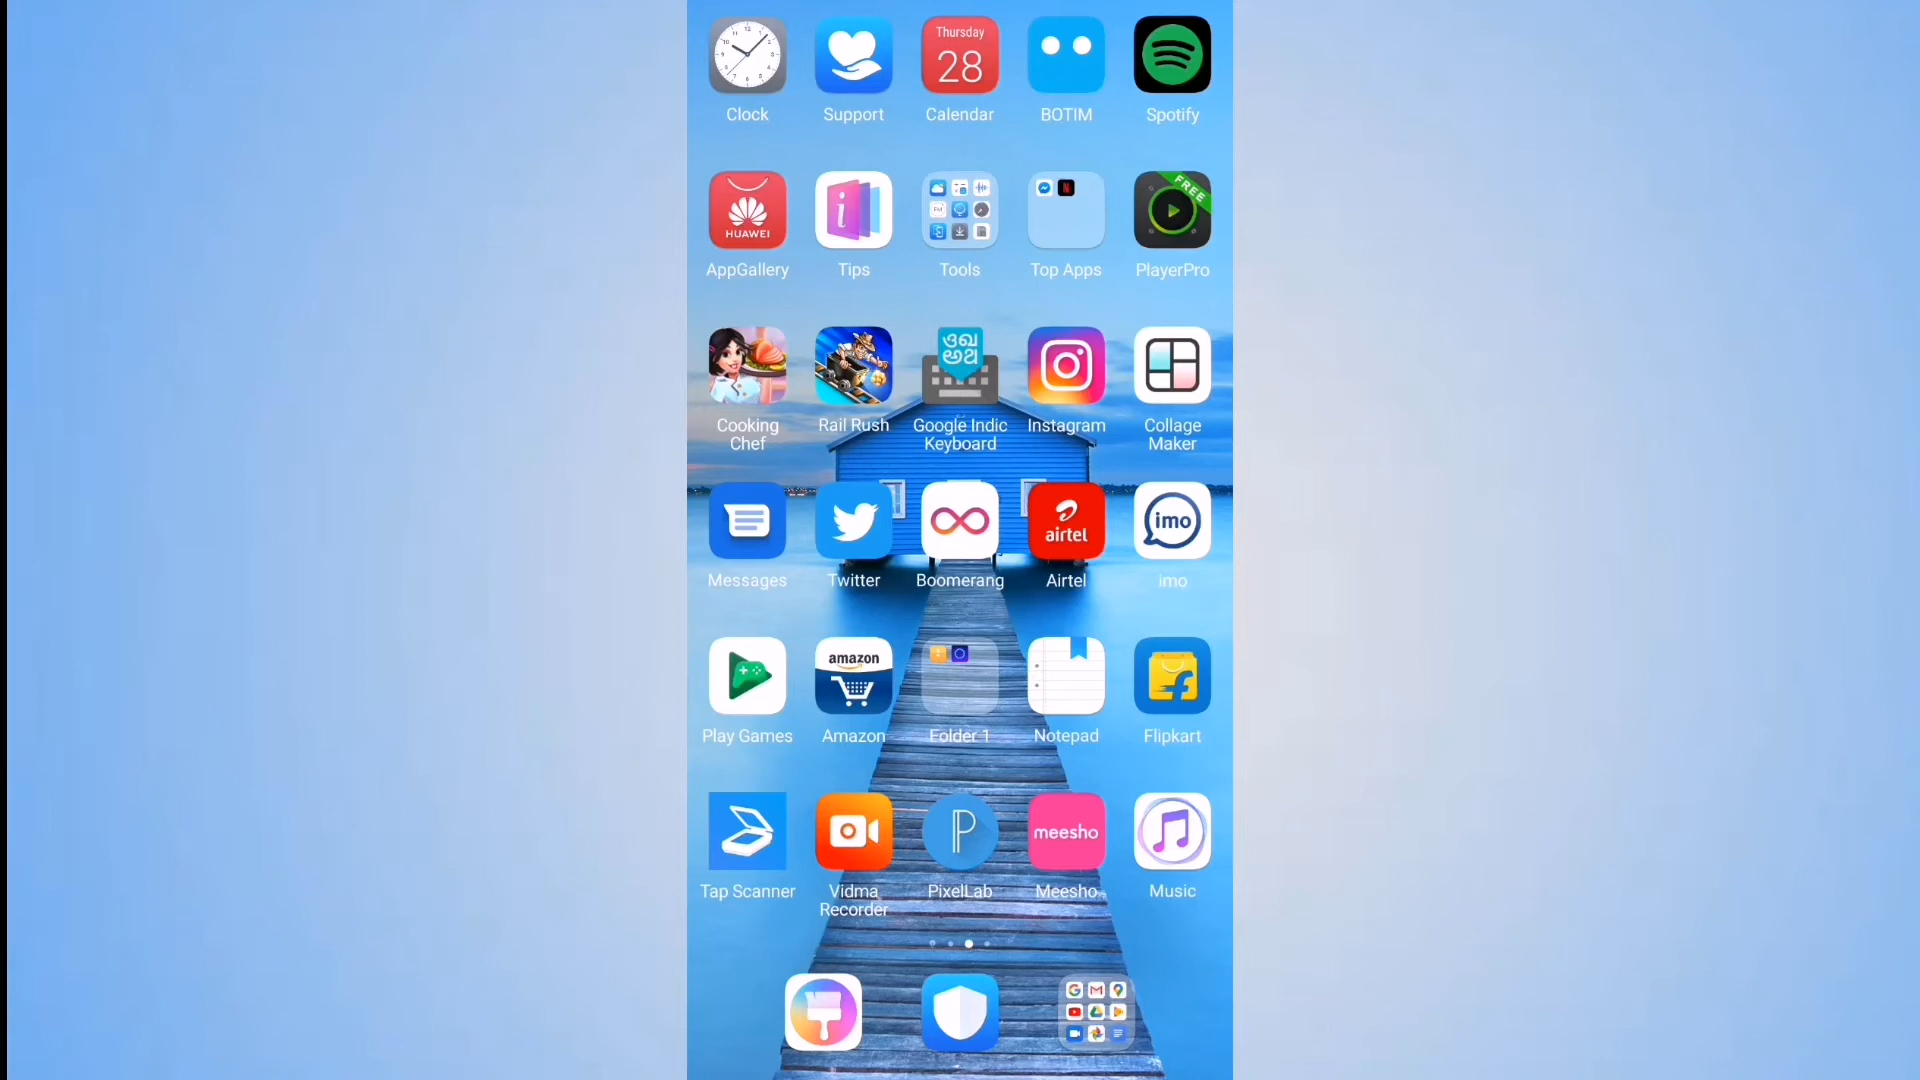 Thursday
28
Clock
Support
Calendar
BOTIM
Spotify
HUAWEI
FREE
AppGallery
Tips
Tools
Top Apps
PlayerPro
Cooking Chef
Rail Rush
Google Indic Keyboard
Instagram
Collage Maker
airtel
imo
Messages
Twitter
Boomerang
Airtel
imo
amazon
Play Games
Amazon
Folder 1
Notepad
Flipkart
meesho
Tap Scanner
Vidma Recorder
PixelLab
Meesho
Music